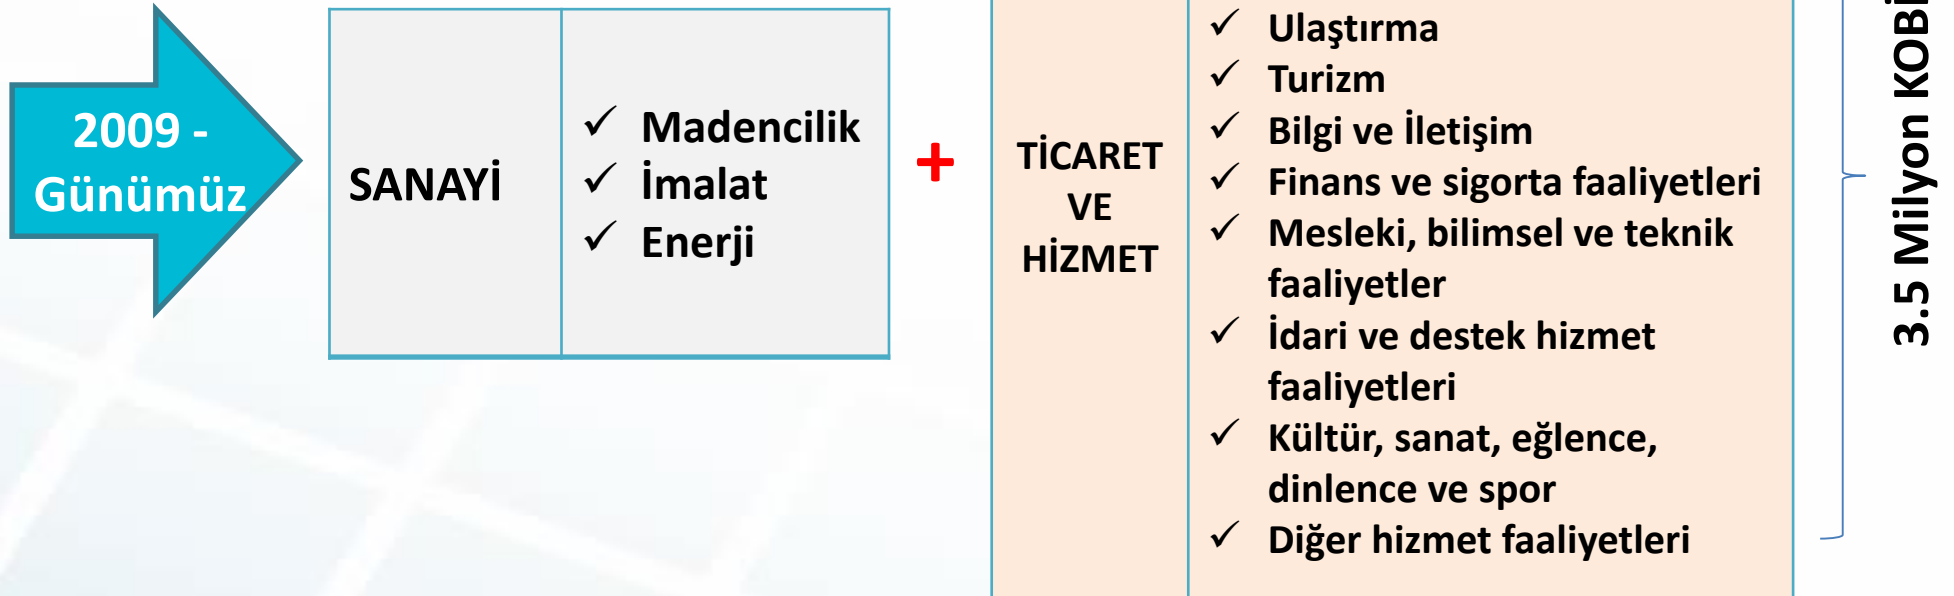 2009 -
Günümüz
SANAYİ
✓ Madencilik
✓ İmalat
✓ Enerji
+
TİCARET
VE
HİZMET
✓ Ulaştırma
✓ Turizm
✓ Bilgi ve İletişim
✓ Finans ve sigorta faaliyetleri
✓ Mesleki, bilimsel ve teknik
faaliyetler
✓ İdari ve destek hizmet
faaliyetleri
✓ Kültür, sanat, eğlence,
dinlence ve spor
✓ Diğer hizmet faaliyetleri
3.5 Milyon KOBİ